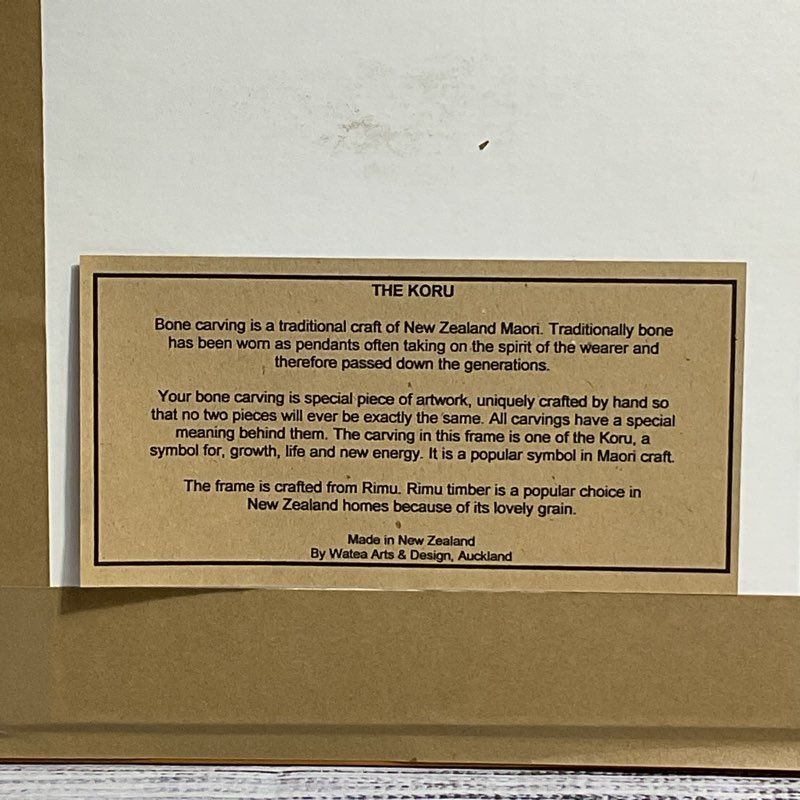 THE KORU
Bone carving is a traditional craft of New Zealand Maori. Traditionally bone
has been worn as pendants often taking on the spirit of the wearer and
therefore passed down the generations.
Your bone carving is special piece of artwork, uniquely crafted by hand so
that no two pieces will ever be exactly the same. All carvings have a special
meaning behind them. The carving in this frame is one of the Koru, a
symbol for, growth, life and new energy. It is a popular symbol in Maori craft.
The frame is crafted from Rimu. Rimu timber is a popular choice in
New Zealand homes because of its lovely grain.
Made in New Zealand
By Watea Arts & Design, Auckland